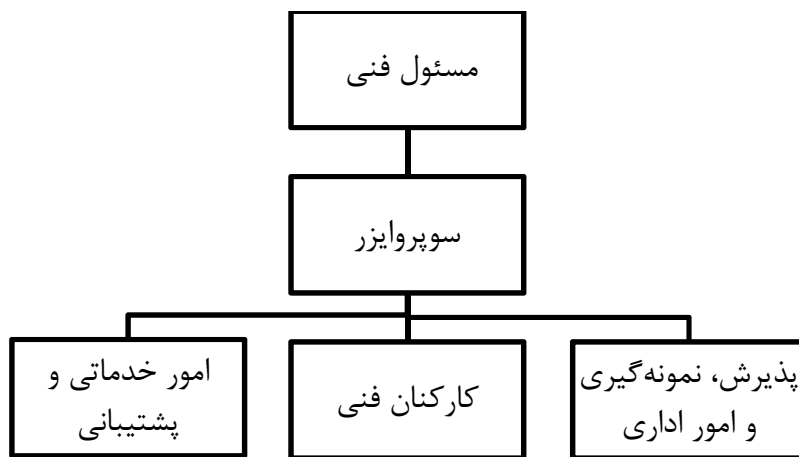 مسئول فنی
سوپروایزر
پذیرش، نمونه‌گیری
و امور اداری
کارکنان فنی
امور خدماتی و
پشتیبانی